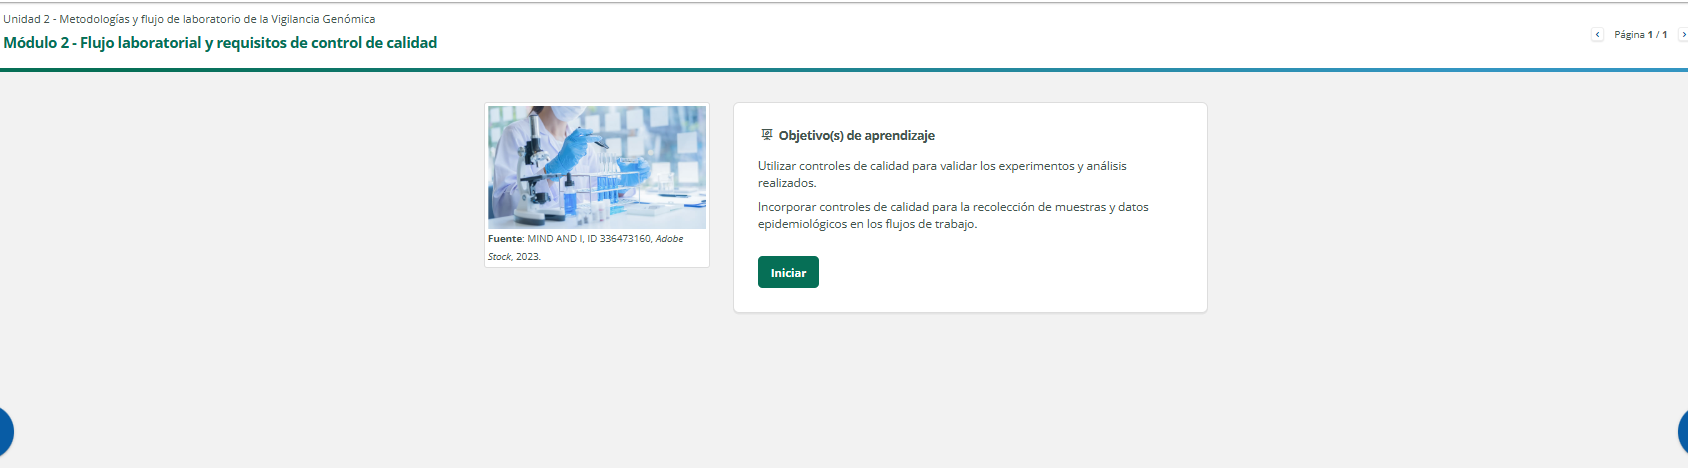 Unidad 2 - Metodologías y flujo de laboratorio de la Vigilancia Genómica
Módulo 2 - Flujo laboratorial y requisitos de control de calidad
Página 1 / 1
Fuente: MIND AND I, ID 336473160, Adobe
Stock, 2023.
Objetivo(s) de aprendizaje
Utilizar controles de calidad para validar los experimentos y análisis
realizados.
Incorporar controles de calidad para la recolección de muestras y datos
epidemiológicos en los flujos de trabajo.
Iniciar